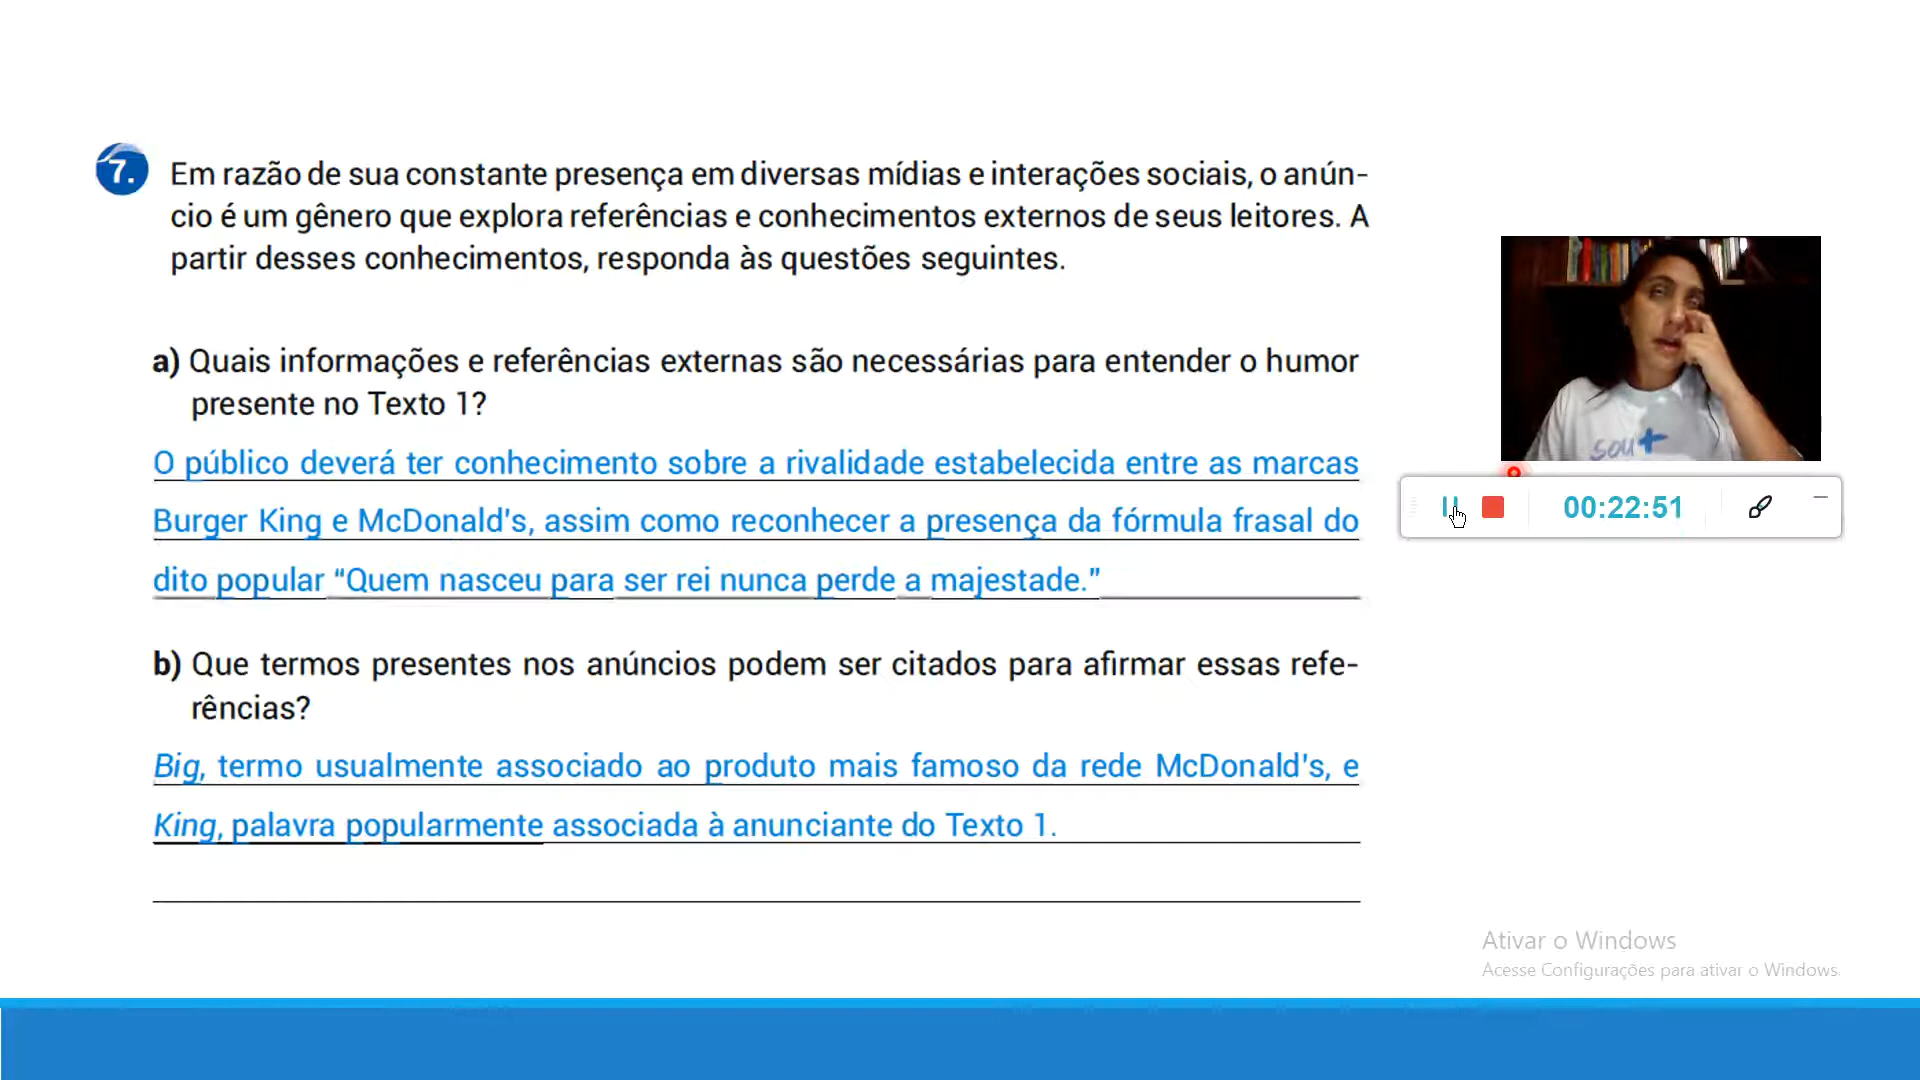 7. Em razão de sua constante presença em diversas mídias e interações sociais, o anún-
cio é um gênero que explora referências e conhecimentos externos de seus leitores. A
partir desses conhecimentos, responda às questões seguintes.
a) Quais informações e referências externas são necessárias para entender o humor
presente no Texto 1?
O público deverá ter conhecimento sobre a rivalidade estabelecida entre as marcas
Burger King e McDonald's, assim como reconhecer a presença da fórmula frasal do
dito popular “Quem nasceu para ser rei nunca perde a majestade.”
b) Que termos presentes nos anúncios podem ser citados para afirmar essas refe-
rências?
Big, termo usualmente associado ao produto mais famoso da rede McDonald's, e
King, palavra popularmente associada à anunciante do Texto 1.
sou+
00:22:51
Ativar o Windows
Acesse Configurações para ativar o Windows.